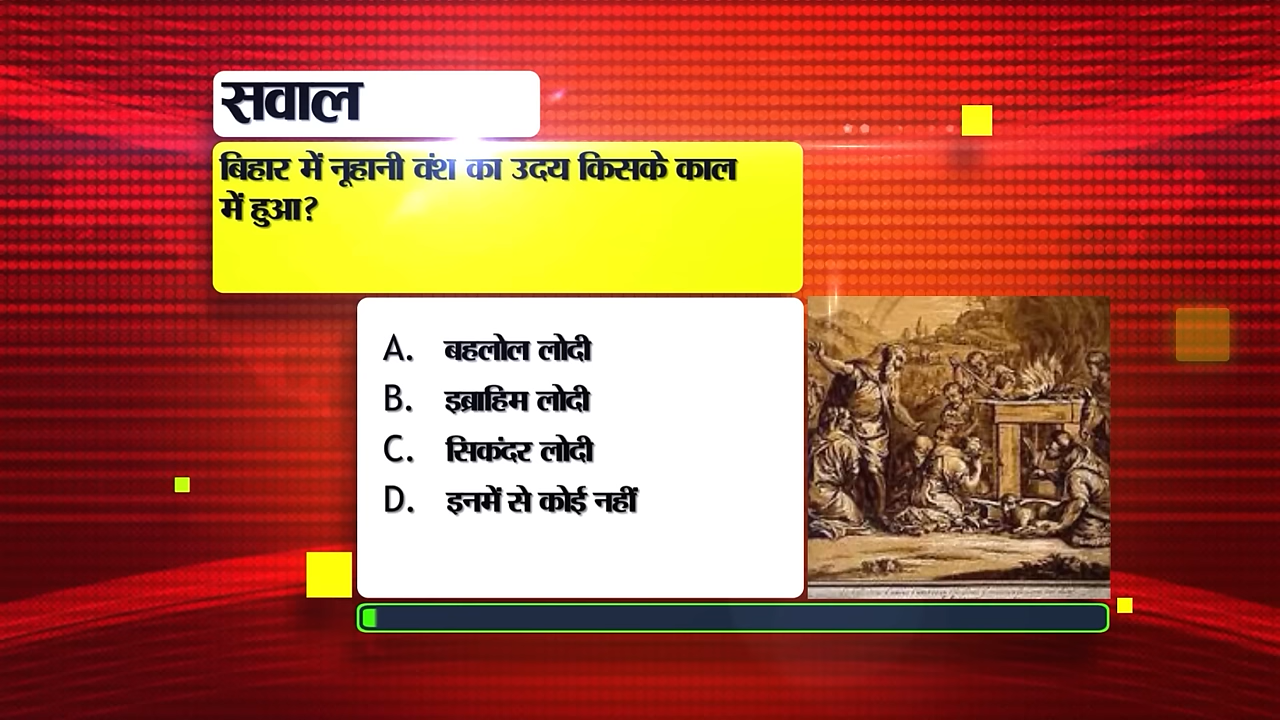 सवाल
बिहार में नूहानी वंश का उदय किसके काल
में हुआ?
A. बहलोल लोदी
B. इब्राहिम लोदी
C. सिकंदर लोदी
D. इनमें से कोई नहीं